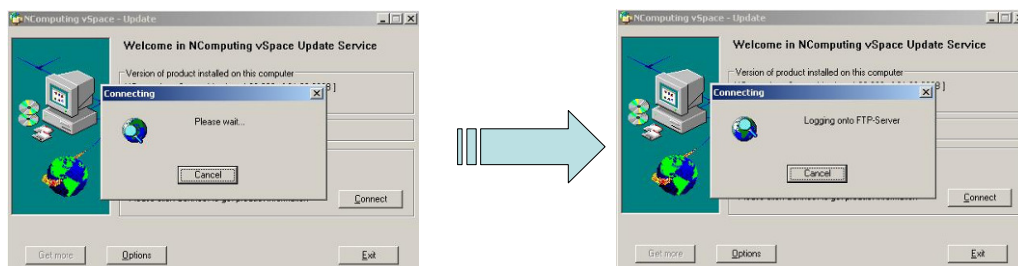 NComputing vSpace - Update
Welcome in NComputing vSpace Update Service
Version of product installed on this computer
Connecting
Please wait...
Cancel
Connect
Get more
Options
Exit
NComputing vSpace - Update
Welcome in NComputing vSpace Update Service
Version of product installed on this computer
Connecting
Logging onto FTP-Server
Cancel
Connect
Get more
Options
Exit